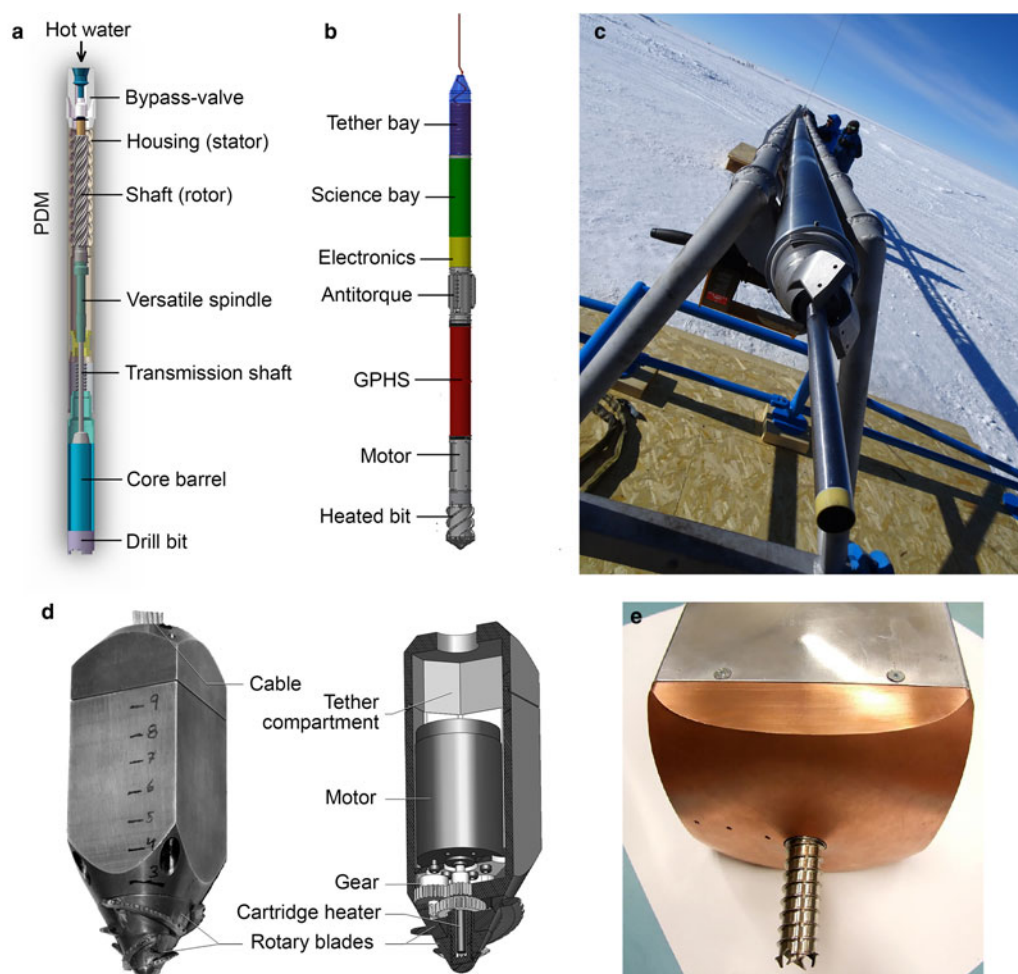 a
Hot water
Bypass-valve
Housing (stator)
Shaft (rotor)
PDM
Versatile spindle
Transmission shaft
Core barrel
Drill bit
b
Tether bay
Science bay
Electronics
Antitorque
GPHS
Motor
Heated bit
c
d
9
8
7
6
5
4
3
Cable
Tether
compartment
Motor
Gear
Cartridge heater
Rotary blades
e